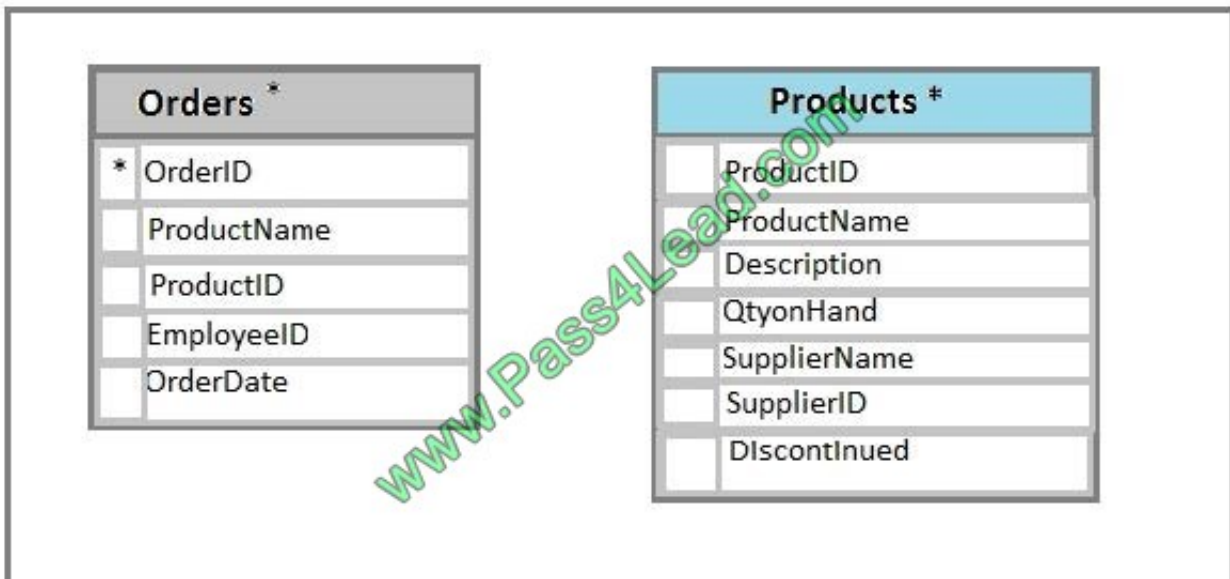 Orders *
* OrderID
ProductName
ProductID
EmployeeID
OrderDate
Products *
ProductID
ProductName
Description
QtyonHand
SupplierName
SupplierID
DIscontInued
www.Pass4Lead.com